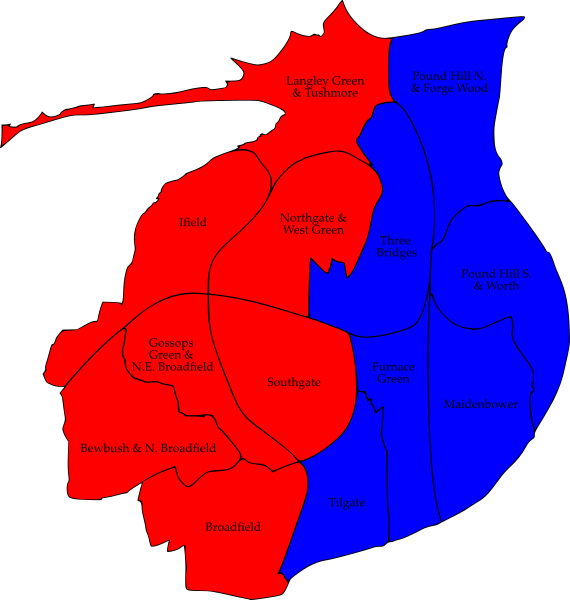 Langley Green
& Tushmore
Pound Hill N.
& Forge Wood
Ifield
Northgate &
West Green
Three
Bridges
Pound Hill S.
& Worth
Gossops
Green &
N.E. Broadfield
Southgate
Furnace
Green
Maidenbower
Bewbush & N. Broadfield
Tilgate
Broadfield